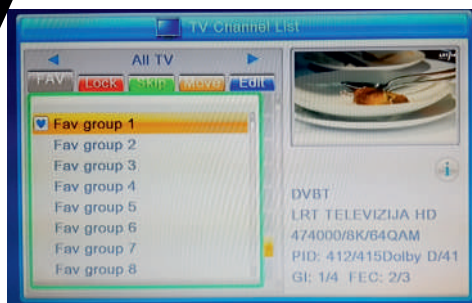 TV Channel List
All TV
FAV Lock Skip Move Edit
Fav group 1
Fav group 2
Fav group 3
Fav group 4
Fav group 5
Fav group 6
Fav group 7
Fav group 8
DVBT
LRT TELEVIZIJA HD
474000/8K/64QAM
PID: 412/415Dolby D/41
GI: 1/4 FEC: 2/3